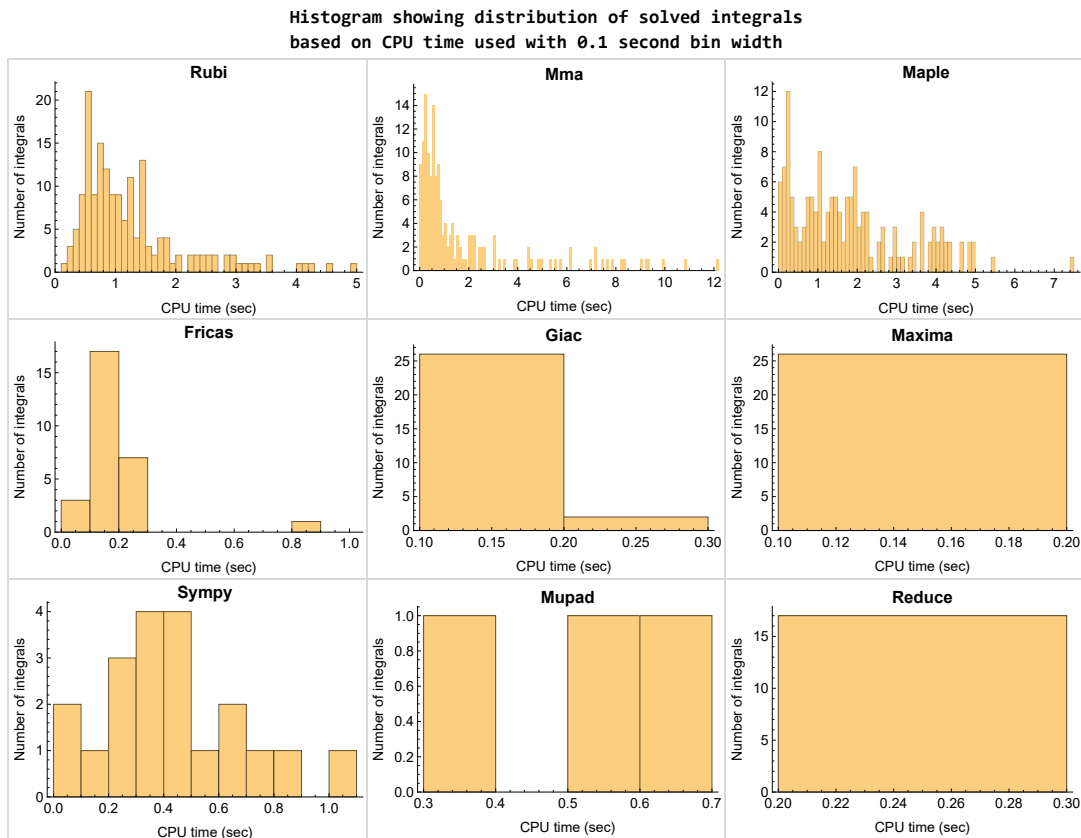 Histogram showing distribution of solved integrals
based on CPU time used with 0.1 second bin width
Rubi
Number of integrals
0
5
10
15
20
0 1 2 3 4 5
CPU time (sec)
Mma
Number of integrals
0
2
4
6
8
10
12
14
0 2 4 6 8 10 12
CPU time (sec)
Maple
Number of integrals
0
2
4
6
8
10
12
0 1 2 3 4 5 6 7
CPU time (sec)
Fricas
Number of integrals
0
5
10
15
0.0 0.2 0.4 0.6 0.8 1.0
CPU time (sec)
Giac
Number of integrals
0
5
10
15
20
25
0.10 0.15 0.20 0.25 0.30
CPU time (sec)
Maxima
Number of integrals
0
5
10
15
20
25
0.10 0.12 0.14 0.16 0.18 0.20
CPU time (sec)
Sympy
Number of integrals
0
1
2
3
4
0.0 0.2 0.4 0.6 0.8 1.0
CPU time (sec)
Mupad
Number of integrals
0.0
0.2
0.4
0.6
0.8
1.0
0.3 0.4 0.5 0.6 0.7
CPU time (sec)
Reduce
Number of integrals
0
5
10
15
0.20 0.22 0.24 0.26 0.28 0.30
CPU time (sec)